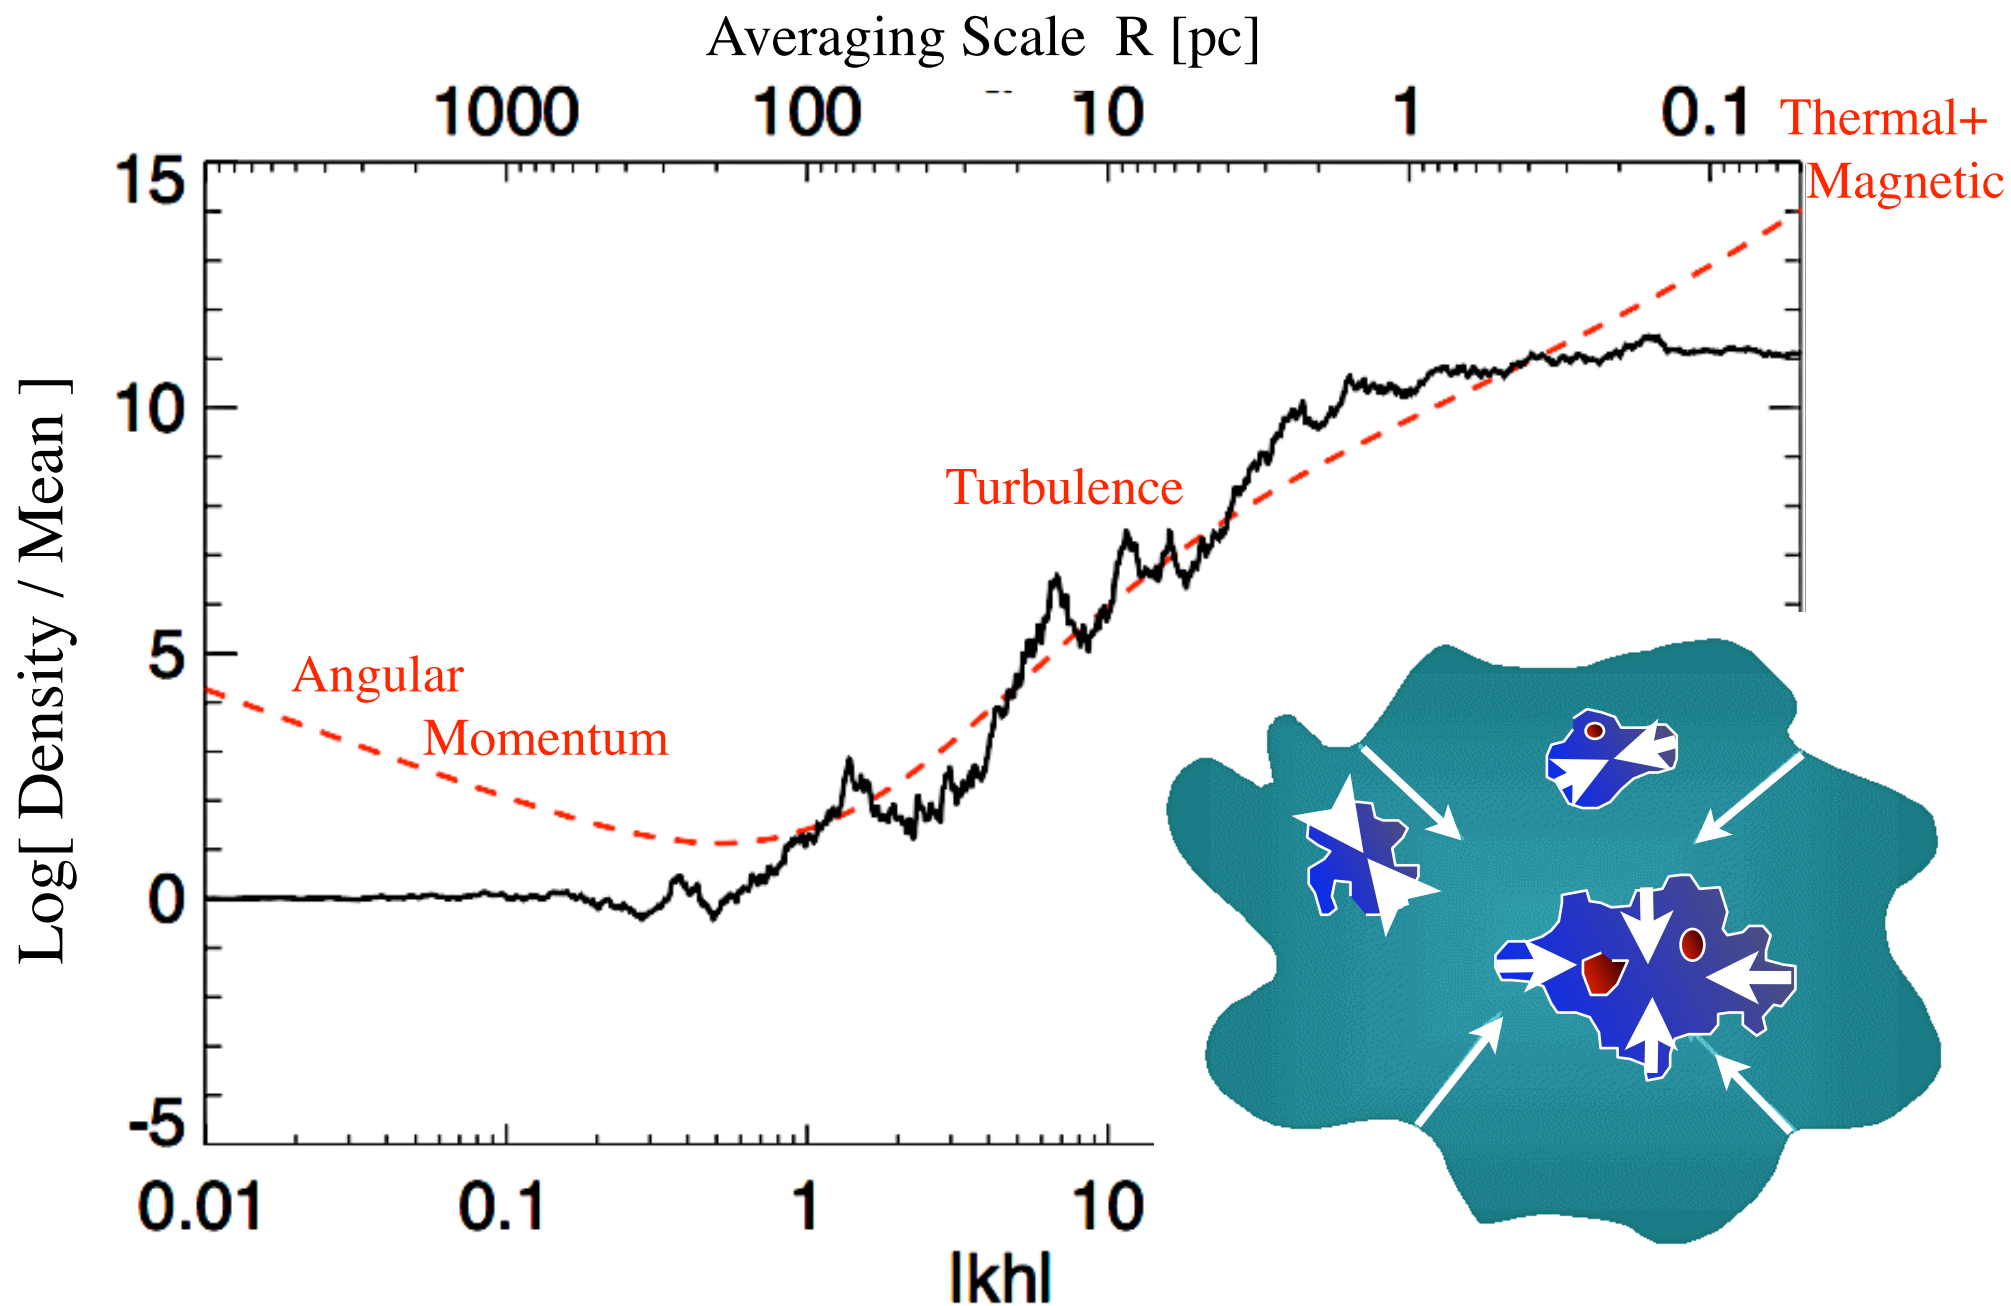 Averaging Scale R [pc]
1000 100 10 1 0.1
Thermal+
Magnetic
15
10
5
0
-5
Log[ Density / Mean ]
Turbulence
Angular
Momentum
0.01 0.1 1 10
|kh|